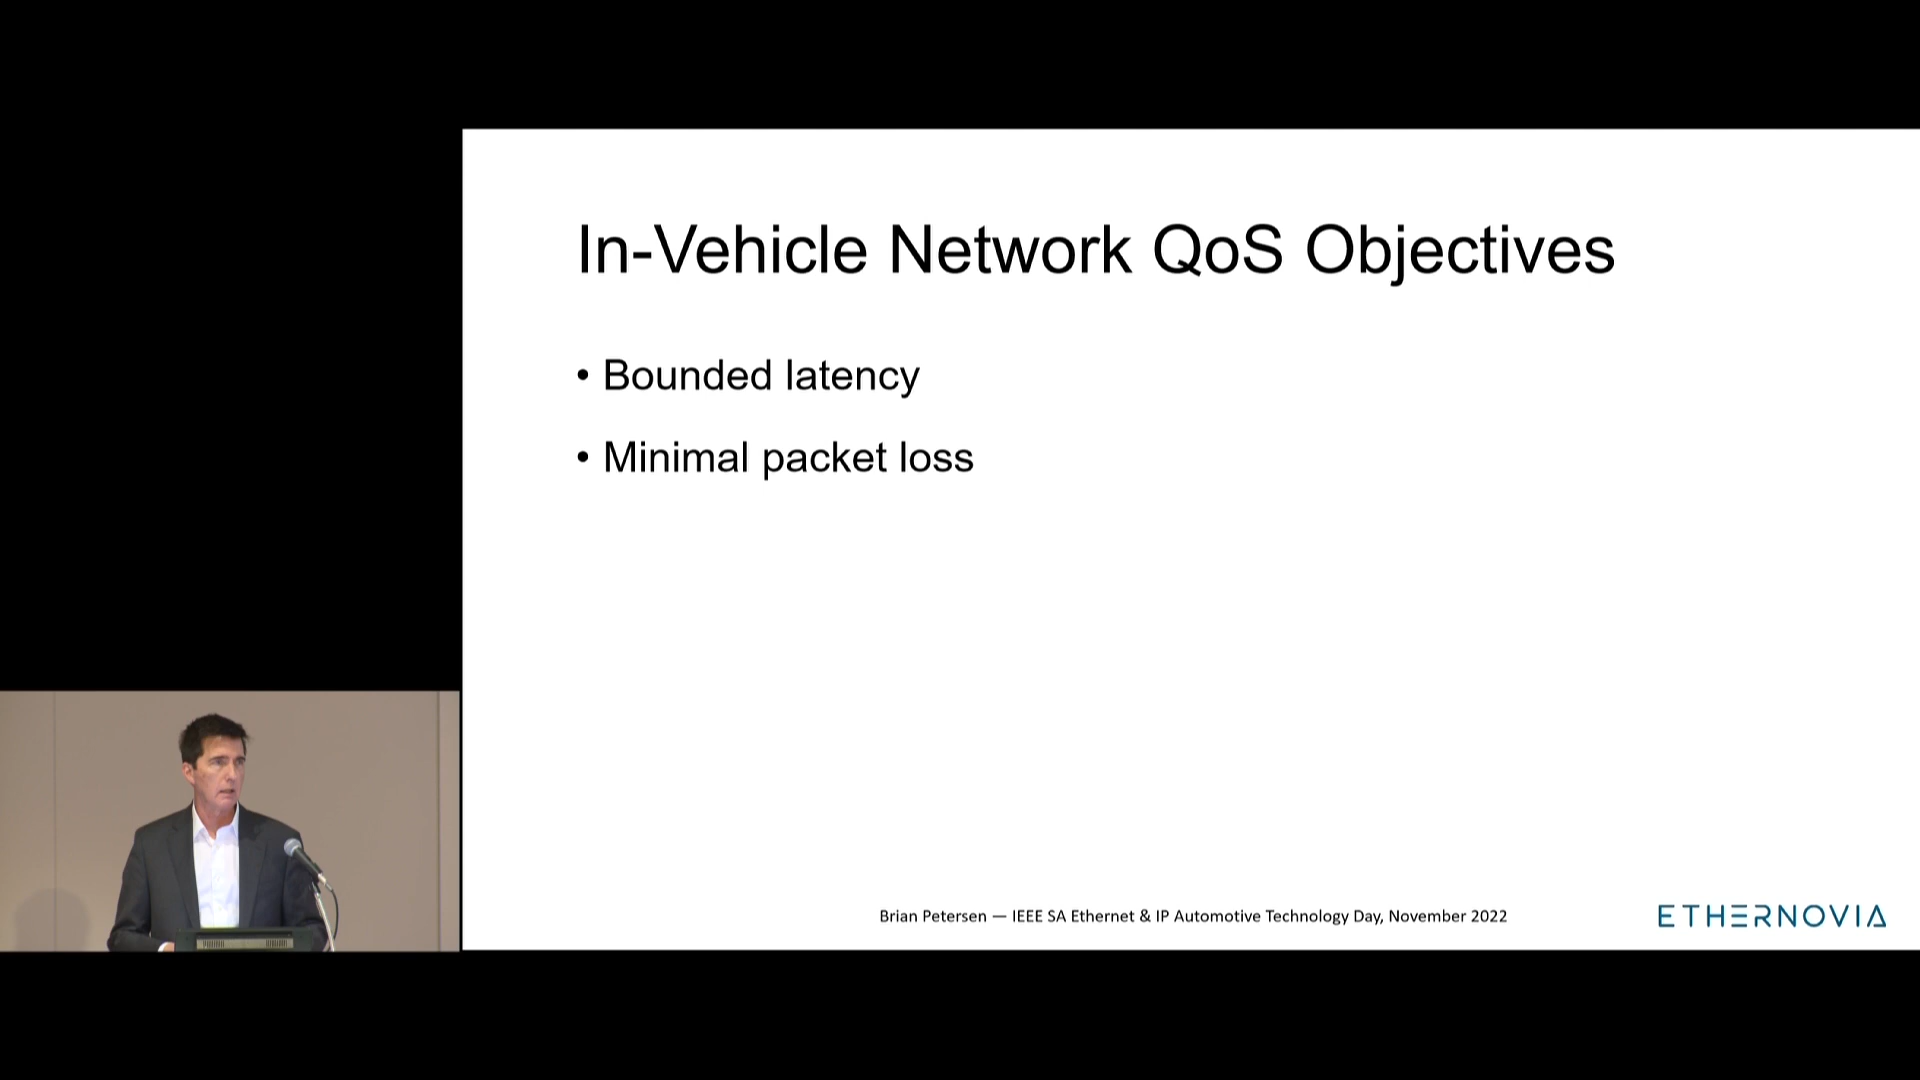 In-Vehicle Network QoS Objectives
• Bounded latency
• Minimal packet loss
Brian Petersen — IEEE SA Ethernet & IP Automotive Technology Day, November 2022
ETHERNOVIA